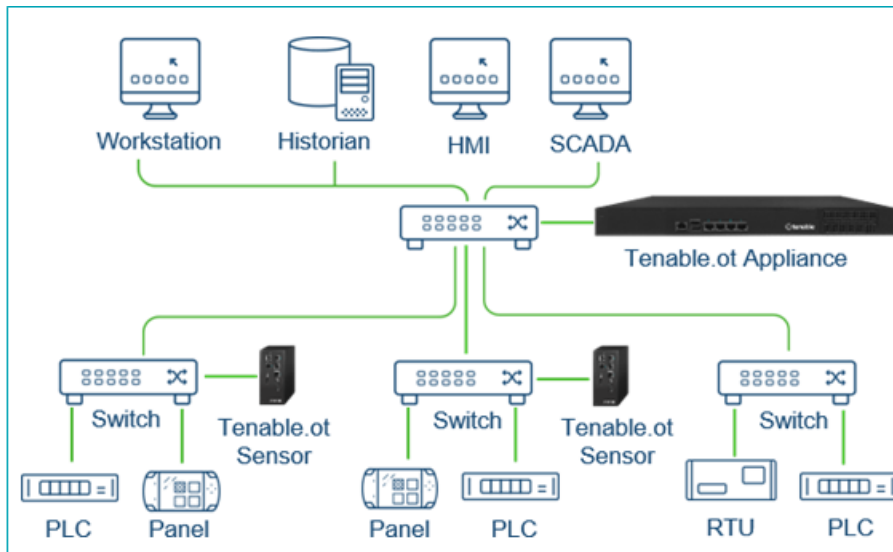 Workstation
Historian
HMI
SCADA
tenable
Tenable.ot Appliance
Switch
Tenable.ot
Sensor
Switch
Tenable.ot
Sensor
Switch
PLC
Panel
Panel
PLC
RTU
PLC